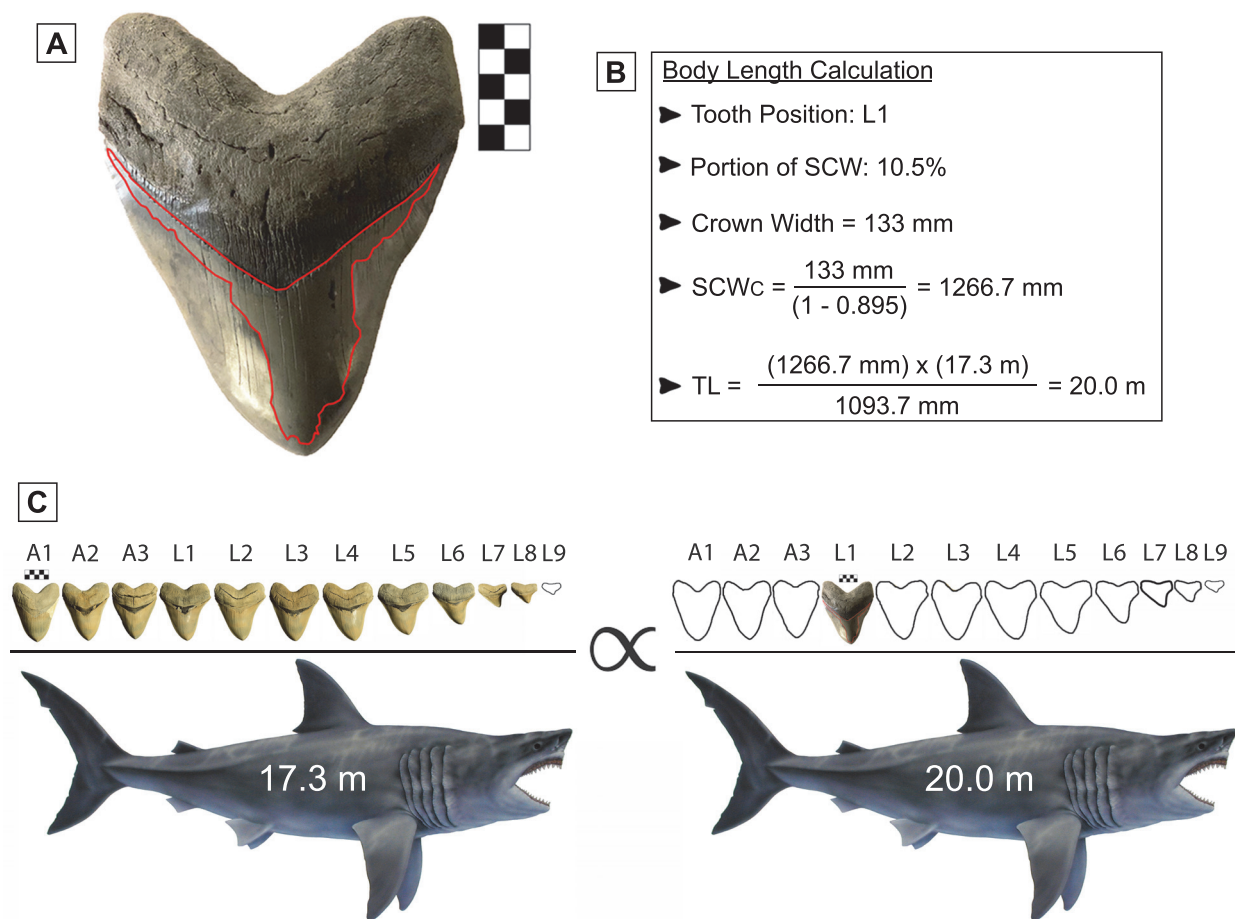 A
B
Body Length Calculation
Tooth Position: L1
Portion of SCW: 10.5%
Crown Width = 133 mm
SCWC = 133 mm / (1 - 0.895) = 1266.7 mm
TL = (1266.7 mm) x (17.3 m) / 1093.7 mm = 20.0 m
C
A1 A2 A3 L1 L2 L3 L4 L5 L6 L7 L8 L9
A1 A2 A3 L1 L2 L3 L4 L5 L6 L7 L8 L9
∝
17.3 m
20.0 m